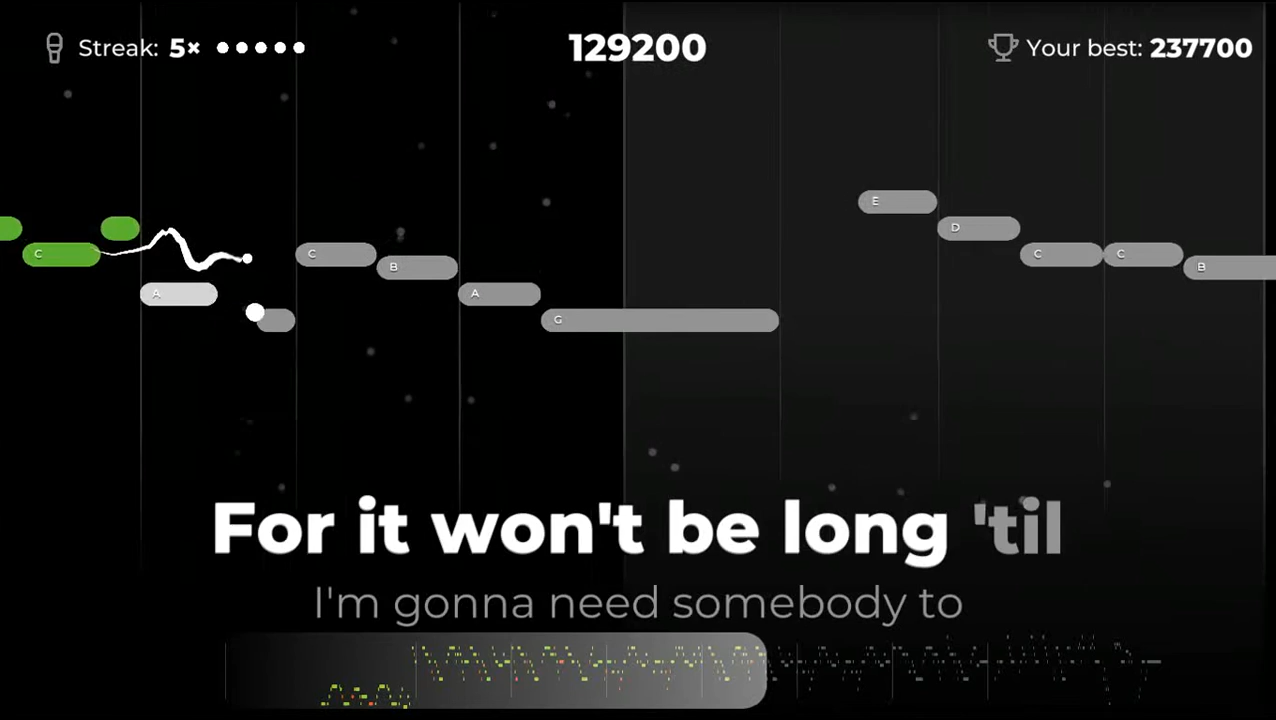 Streak: 5×
129200
Your best: 237700
E
D
C
C
C
C
B
B
A
A
G
For it won't be long 'til
I'm gonna need somebody to